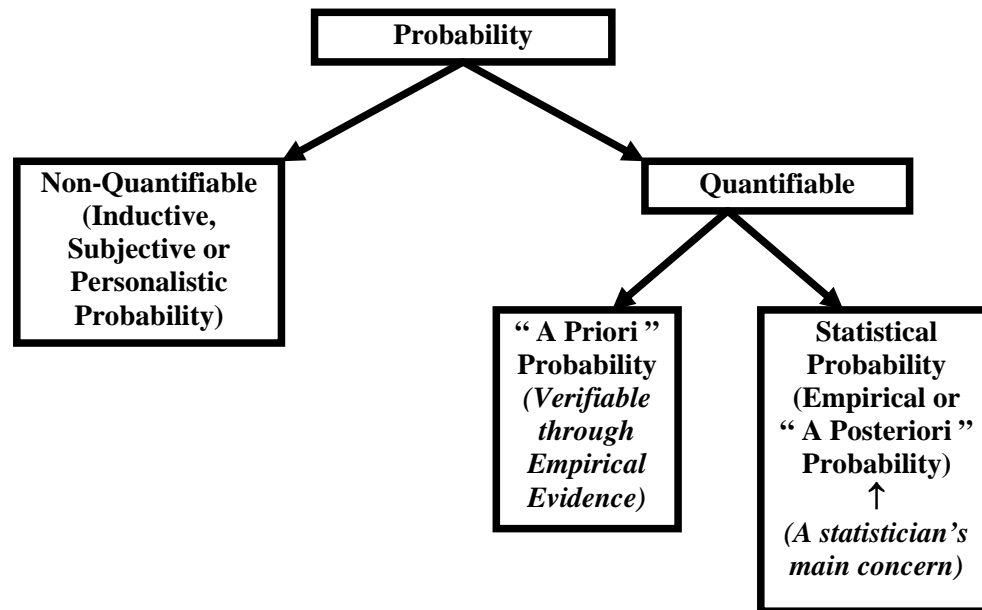 Probability
Non-Quantifiable
(Inductive,
Subjective or
Personalistic
Probability)
Quantifiable
“ A Priori ”
Probability
(Verifiable
through
Empirical
Evidence)
Statistical
Probability
(Empirical or
“ A Posteriori ”
Probability)
↑
(A statistician’s
main concern)